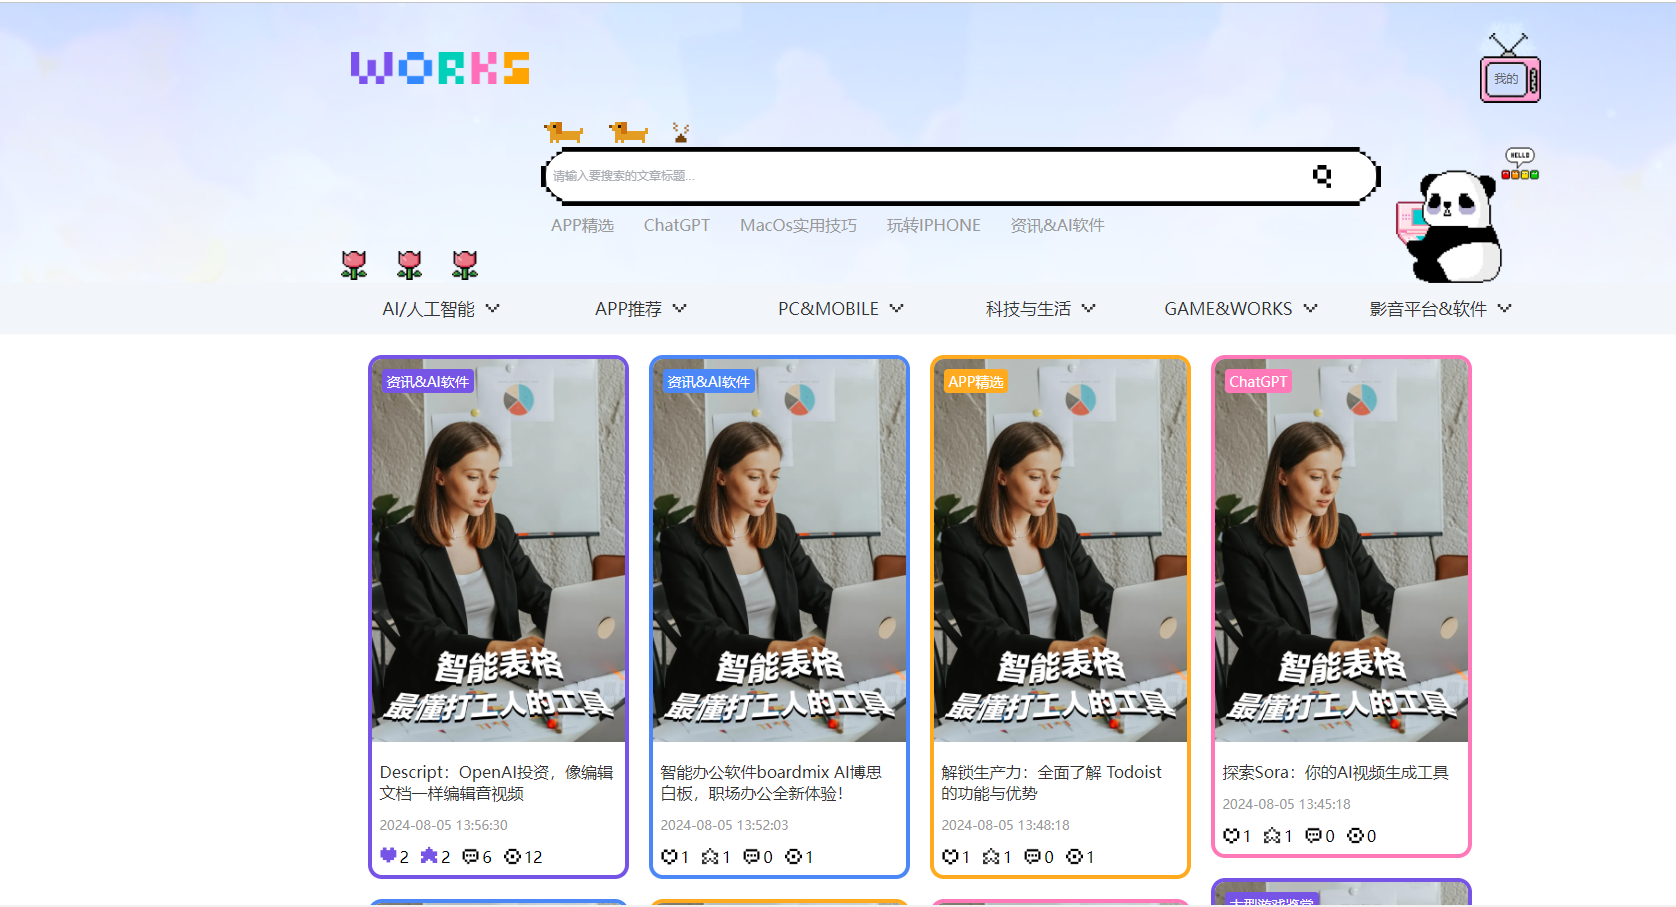 WORKS
我的
HELLO
请输入要搜索的文章标题...
APP精选 ChatGPT MacOs实用技巧 玩转IPHONE 资讯&AI软件
AI/人工智能 APP推荐 PC&MOBILE 科技与生活 GAME&WORKS 影音平台&软件
资讯&AI软件
智能表格
最懂打工人的工具
Descript：OpenAI投资，像编辑
文档一样编辑音视频
2024-08-05 13:56:30
2 2 6 12
资讯&AI软件
智能表格
最懂打工人的工具
智能办公软件boardmix AI博思
白板，职场办公全新体验！
2024-08-05 13:52:03
1 1 0 1
APP精选
智能表格
最懂打工人的工具
解锁生产力：全面了解 Todoist
的功能与优势
2024-08-05 13:48:18
1 1 0 1
ChatGPT
智能表格
最懂打工人的工具
探索Sora：你的AI视频生成工具
2024-08-05 13:45:18
1 1 0 0
大型游戏鉴赏